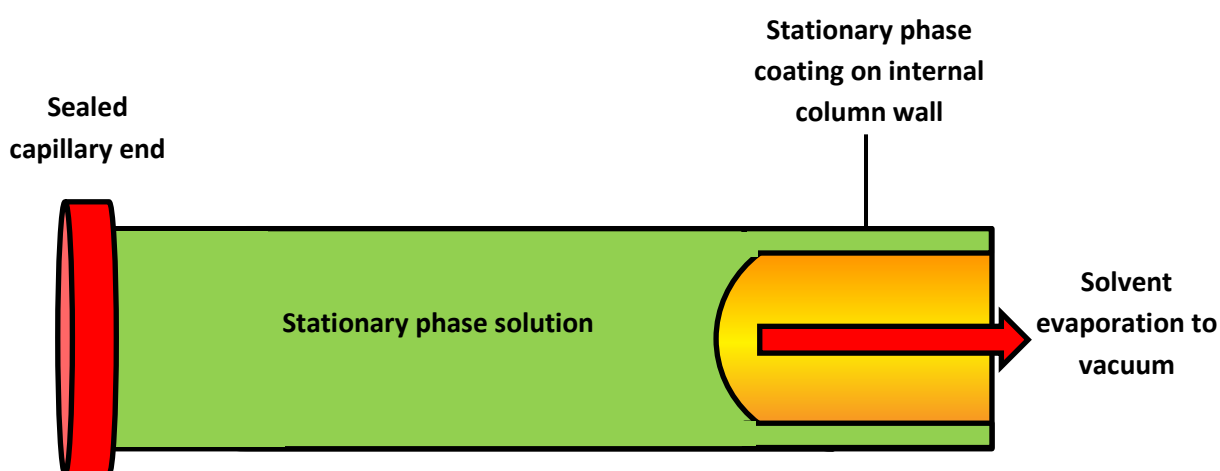 Stationary phase
coating on internal
column wall
Sealed
capillary end
Stationary phase solution
Solvent
evaporation to
vacuum